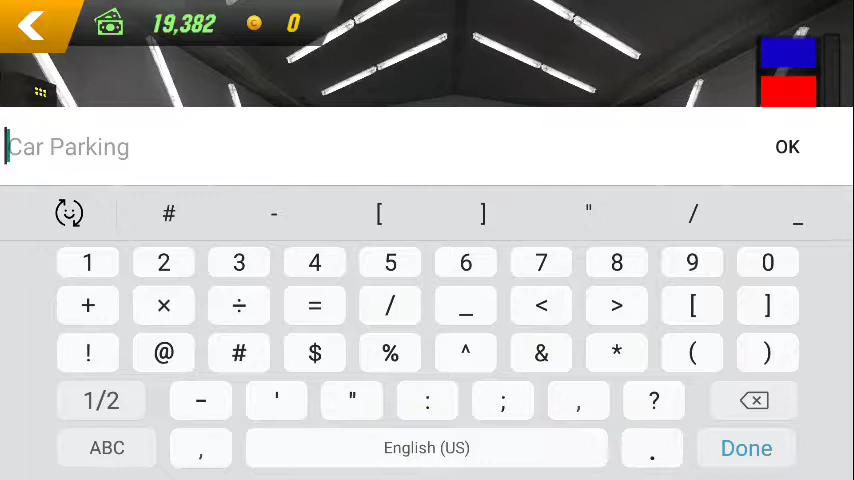 19,382 C 0
Car Parking OK
# - [ ] " / _
1 2 3 4 5 6 7 8 9 0
+ × ÷ = / _ < > [ ]
! @ # $ % ^ & * ( )
1/2 - ' " : ; , ?
ABC , English (US) . Done